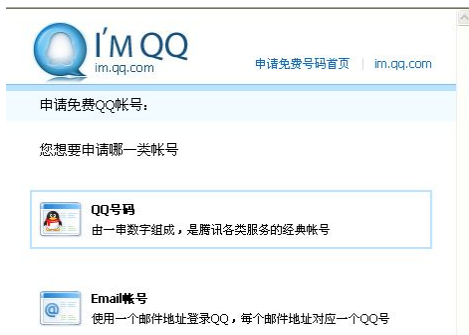 I'M QQ
im.qq.com
申请免费号码首页 | im.qq.com
申请免费QQ帐号：
您想要申请哪一类帐号
QQ号码
由一串数字组成，是腾讯各类服务的经典帐号
Email帐号
使用一个邮件地址登录QQ，每个邮件地址对应一个QQ号